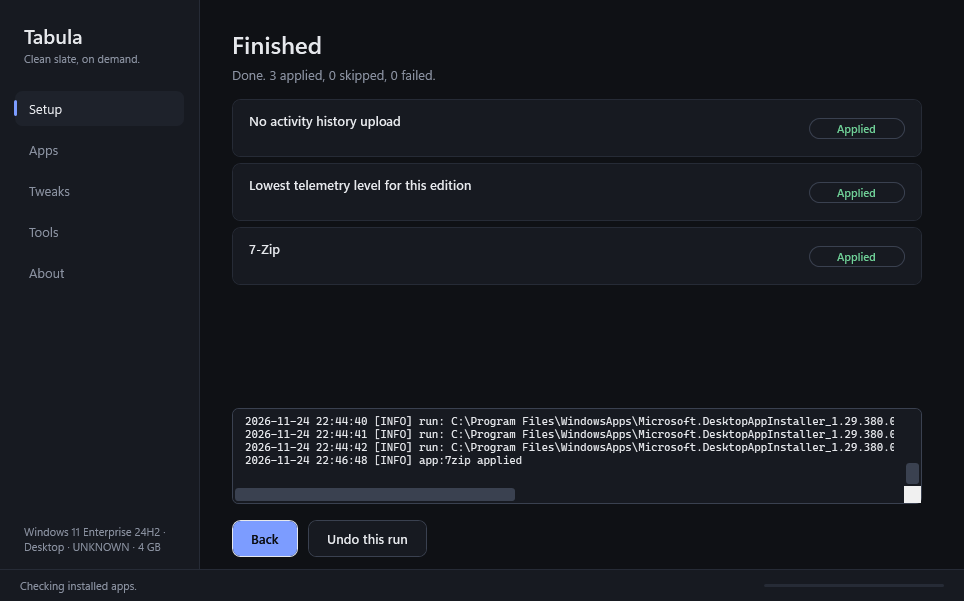 Tabula
Clean slate, on demand.
Setup
Apps
Tweaks
Tools
About
Windows 11 Enterprise 24H2 ·
Desktop · UNKNOWN · 4 GB
Finished
Done. 3 applied, 0 skipped, 0 failed.
No activity history upload
Applied
Lowest telemetry level for this edition
Applied
7-Zip
Applied
2026-11-24 22:44:40 [INFO] run: C:\Program Files\WindowsApps\Microsoft.DesktopAppInstaller_1.29.380.0
2026-11-24 22:44:41 [INFO] run: C:\Program Files\WindowsApps\Microsoft.DesktopAppInstaller_1.29.380.0
2026-11-24 22:44:42 [INFO] run: C:\Program Files\WindowsApps\Microsoft.DesktopAppInstaller_1.29.380.0
2026-11-24 22:46:48 [INFO] app:7zip applied
Back
Undo this run
Checking installed apps.